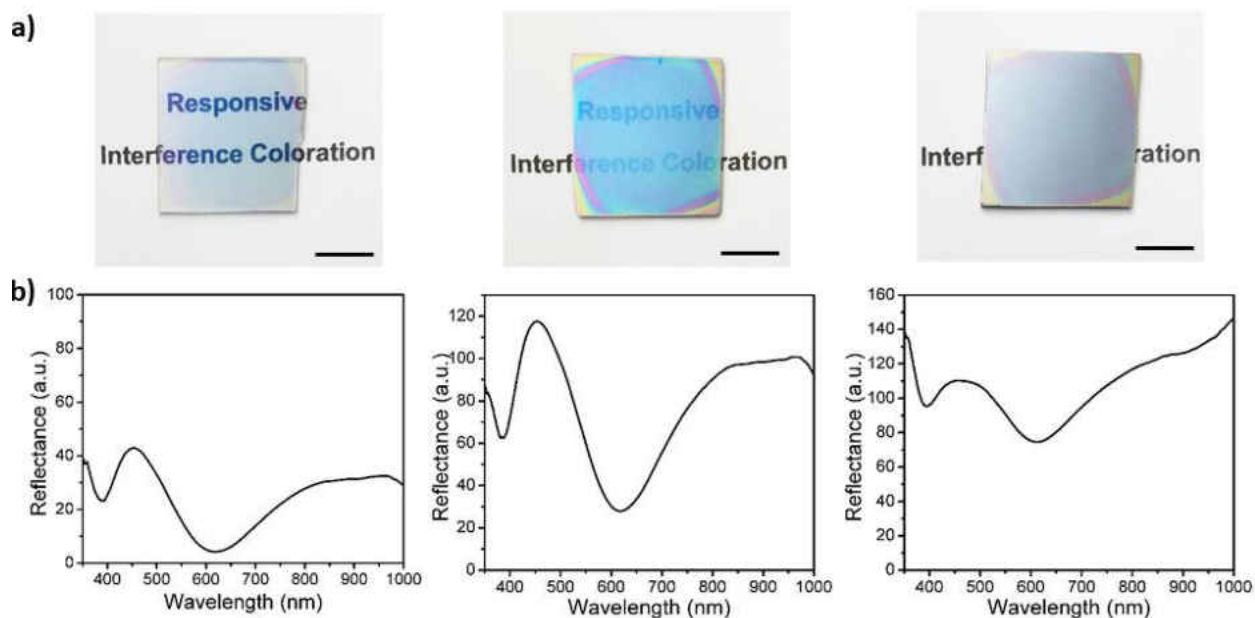 a)
Responsive
Interference Coloration
Responsive
Interference Coloration
Interf
ration
b)
100
80
60
40
20
0
Reflectance (a.u.)
400 500 600 700 800 900 1000
Wavelength (nm)
120
100
80
60
40
20
0
Reflectance (a.u.)
400 500 600 700 800 900 1000
Wavelength (nm)
160
140
120
100
80
60
40
20
0
Reflectance (a.u.)
400 500 600 700 800 900 1000
Wavelength (nm)